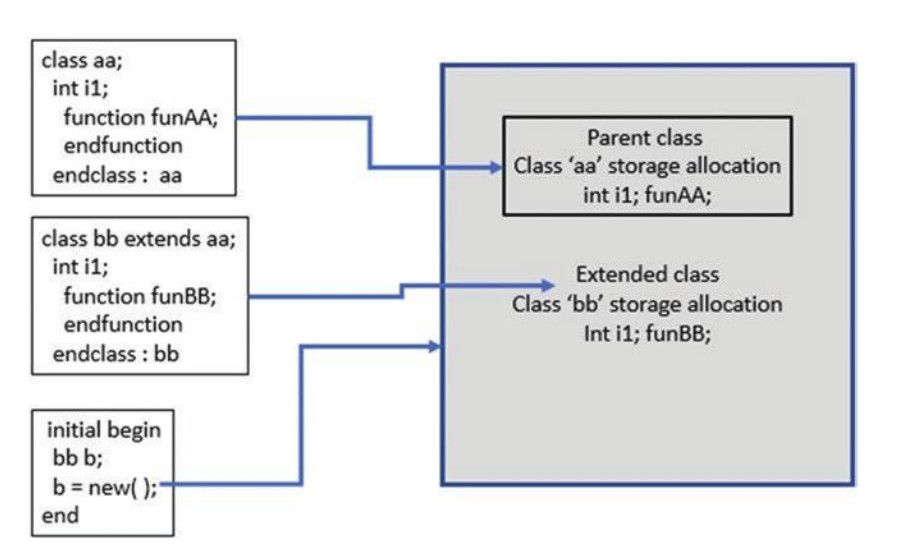 class aa;
int i1;
function funAA;
endfunction
endclass : aa
class bb extends aa;
int i1;
function funBB;
endfunction
endclass : bb
initial begin
bb b;
b = new( );
end
Parent class
Class ‘aa’ storage allocation
int i1; funAA;
Extended class
Class ‘bb’ storage allocation
Int i1; funBB;